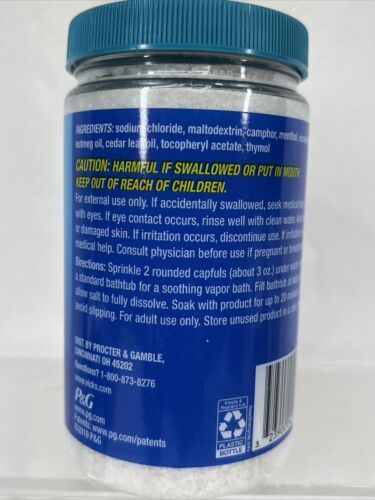 INGREDIENTS: sodium chloride, maltodextrin, camphor, menthol,
nutmeg oil, cedar leaf oil, tocopheryl acetate, thymol
CAUTION: HARMFUL IF SWALLOWED OR PUT IN MOUTH.
KEEP OUT OF REACH OF CHILDREN.
For external use only. If accidentally swallowed, seek medical
with eyes. If eye contact occurs, rinse well with clean water.
or damaged skin. If irritation occurs, discontinue use. If irritation
medical help. Consult physician before use if pregnant or
Directions: Sprinkle 2 rounded capfuls (about 3 oz.) under
a standard bathtub for a soothing vapor bath. Fill bathtub
allow salt to fully dissolve. Soak with product for up to 20
avoid slipping. For adult use only. Store unused product in a
DIST. BY PROCTER & GAMBLE,
CINCINNATI OH 45202
Questions? 1-800-873-8276
www.vicks.com
P&G
www.pg.com
Patents: www.pg.com/patents
©2019 P&G
Empty &
Replace Cap
PLASTIC
BOTTLE
3